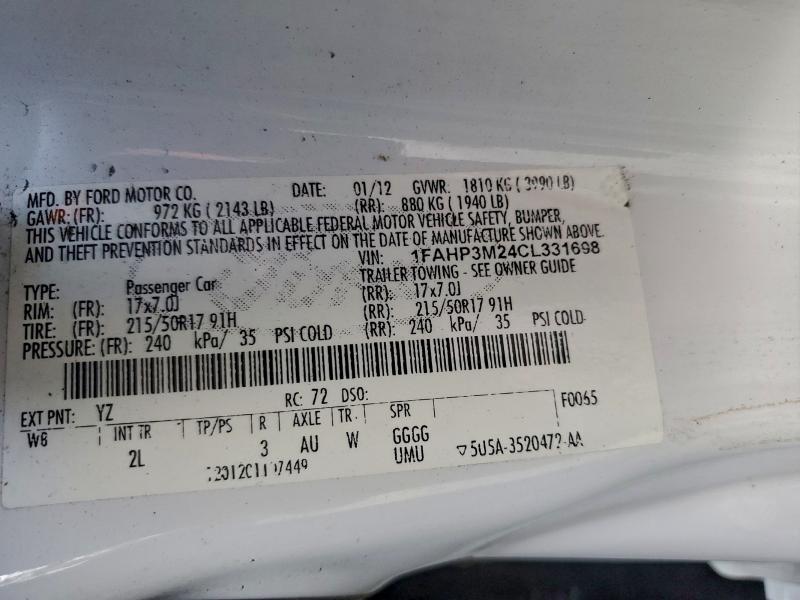 MFD. BY FORD MOTOR CO. DATE: 01/12 GVWR: 1810 KG ( 3990 LB)
GAWR: (FR): 972 KG ( 2143 LB) (RR): 880 KG ( 1940 LB)
THIS VEHICLE CONFORMS TO ALL APPLICABLE FEDERAL MOTOR VEHICLE SAFETY, BUMPER,
AND THEFT PREVENTION STANDARDS IN EFFECT ON THE DATE OF MANUFACTURE SHOWN ABOVE.
VIN: 1FAHP3M24CL331698
TYPE: Passenger Car TRAILER TOWING - SEE OWNER GUIDE
RIM: (FR): 17x7.0J (RR): 17x7.0J
TIRE: (FR): 215/50R17 91H (RR): 215/50R17 91H
PRESSURE: (FR): 240 kPa/ 35 PSI COLD (RR): 240 kPa/ 35 PSI COLD
RC: 72 DSO: F0065
EXT PNT: YZ
W8 INT TR TP/PS R AXLE TR SPR
2L 3 AU W GGGG
UMU 5U5A-3520472-AA